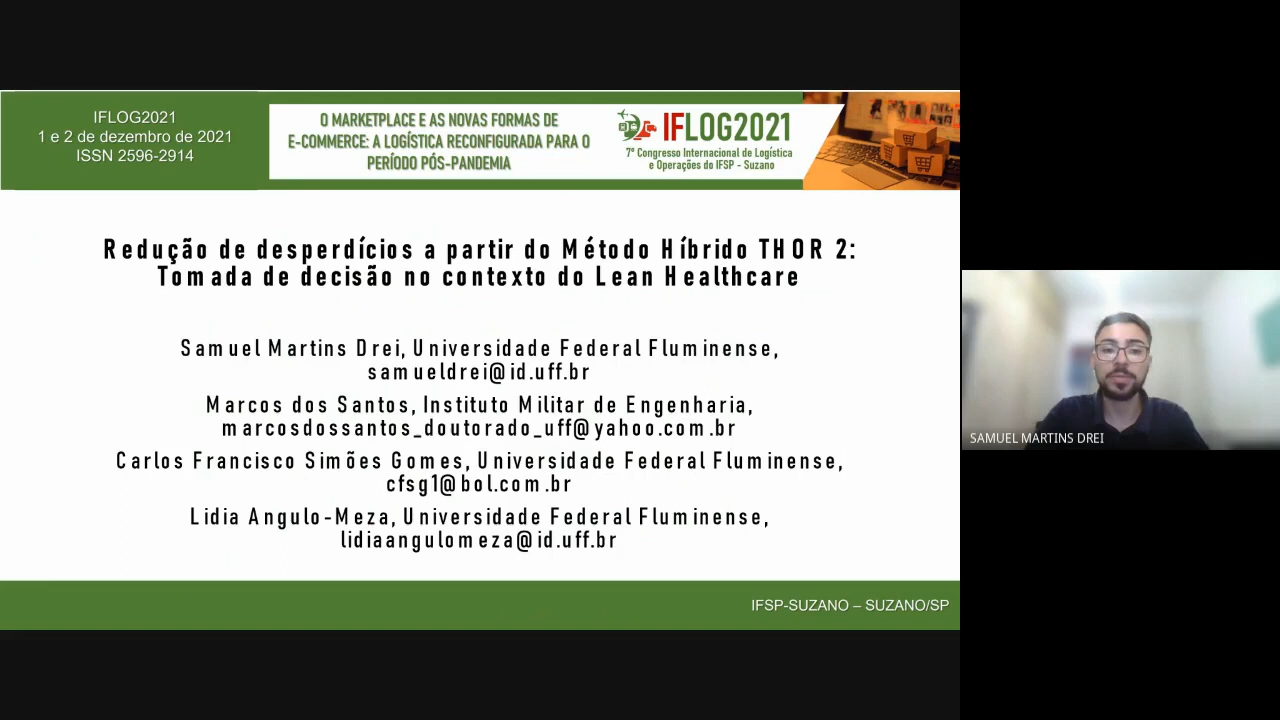 IFLOG2021
1 e 2 de dezembro de 2021
ISSN 2596-2914
O MARKETPLACE E AS NOVAS FORMAS DE
E-COMMERCE: A LOGÍSTICA RECONFIGURADA PARA O
PERÍODO PÓS-PANDEMIA
IFLOG2021
7º Congresso Internacional de Logística
e Operações do IFSP - Suzano
Redução de desperdícios a partir do Método Híbrido THOR 2:
Tomada de decisão no contexto do Lean Healthcare
Samuel Martins Drei, Universidade Federal Fluminense,
samueldrei@id.uff.br
Marcos dos Santos, Instituto Militar de Engenharia,
marcosdossantos_doutorado_uff@yahoo.com.br
Carlos Francisco Simões Gomes, Universidade Federal Fluminense,
cfsg1@bol.com.br
Lidia Angulo-Meza, Universidade Federal Fluminense,
lidiaangulomeza@id.uff.br
IFSP-SUZANO – SUZANO/SP
SAMUEL MARTINS DREI